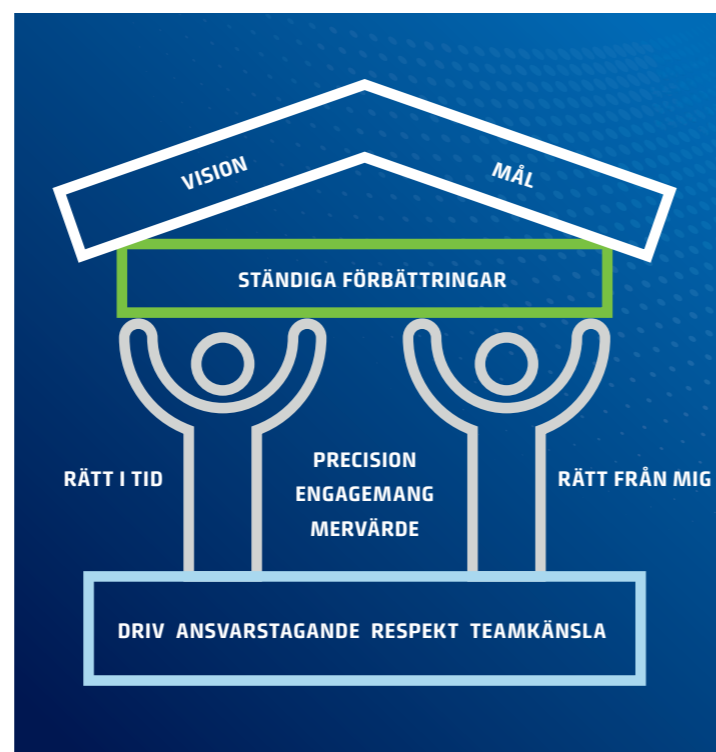 VISION
MÅL
STÄNDIGA FÖRBÄTTRINGAR
RÄTT I TID
PRECISION
ENGAGEMANG
MERVÄRDE
RÄTT FRÅN MIG
DRIV ANSVARSTAGANDE RESPEKT TEAMKÄNSLA